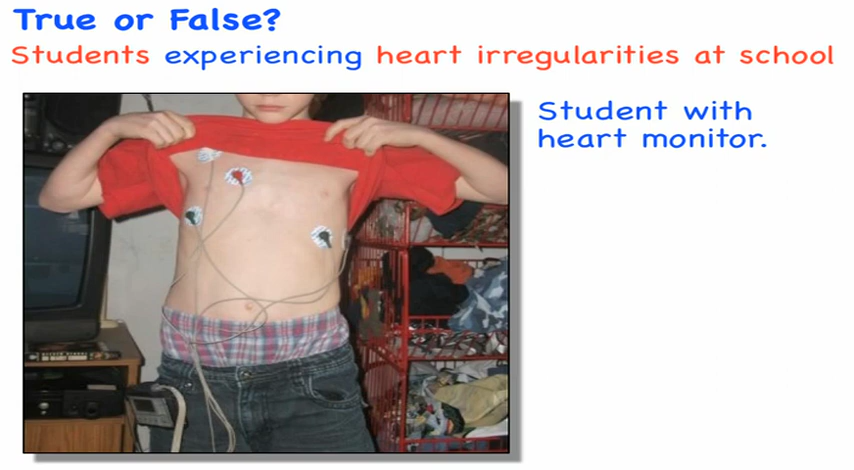 True or False?
Students experiencing heart irregularities at school
Student with
heart monitor.